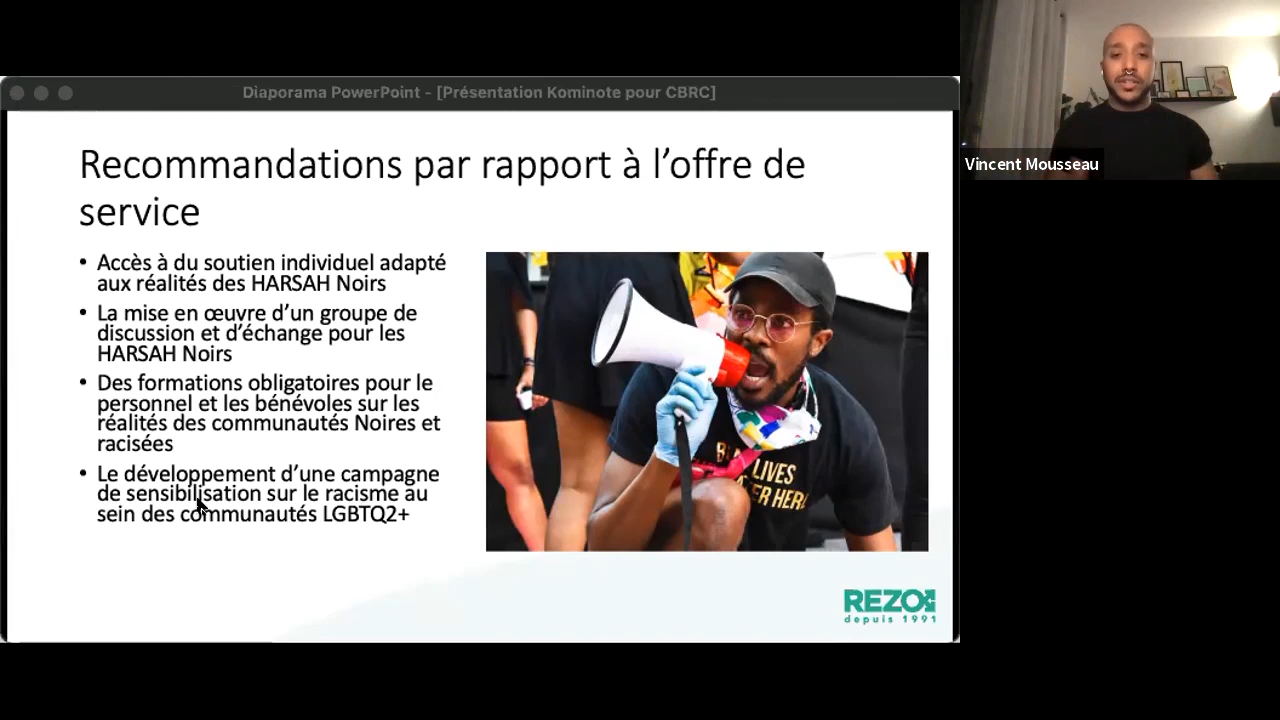 Diaporama PowerPoint - [Présentation Kominote pour CBRC]
Vincent Mousseau
Recommandations par rapport à l’offre de
service
• Accès à du soutien individuel adapté
aux réalités des HARSAH Noirs
• La mise en œuvre d’un groupe de
discussion et d’échange pour les
HARSAH Noirs
• Des formations obligatoires pour le
personnel et les bénévoles sur les
réalités des communautés Noires et
racisées
• Le développement d’une campagne
de sensibilisation sur le racisme au
sein des communautés LGBTQ2+
LIVES
HERE
REZO
depuis 1991